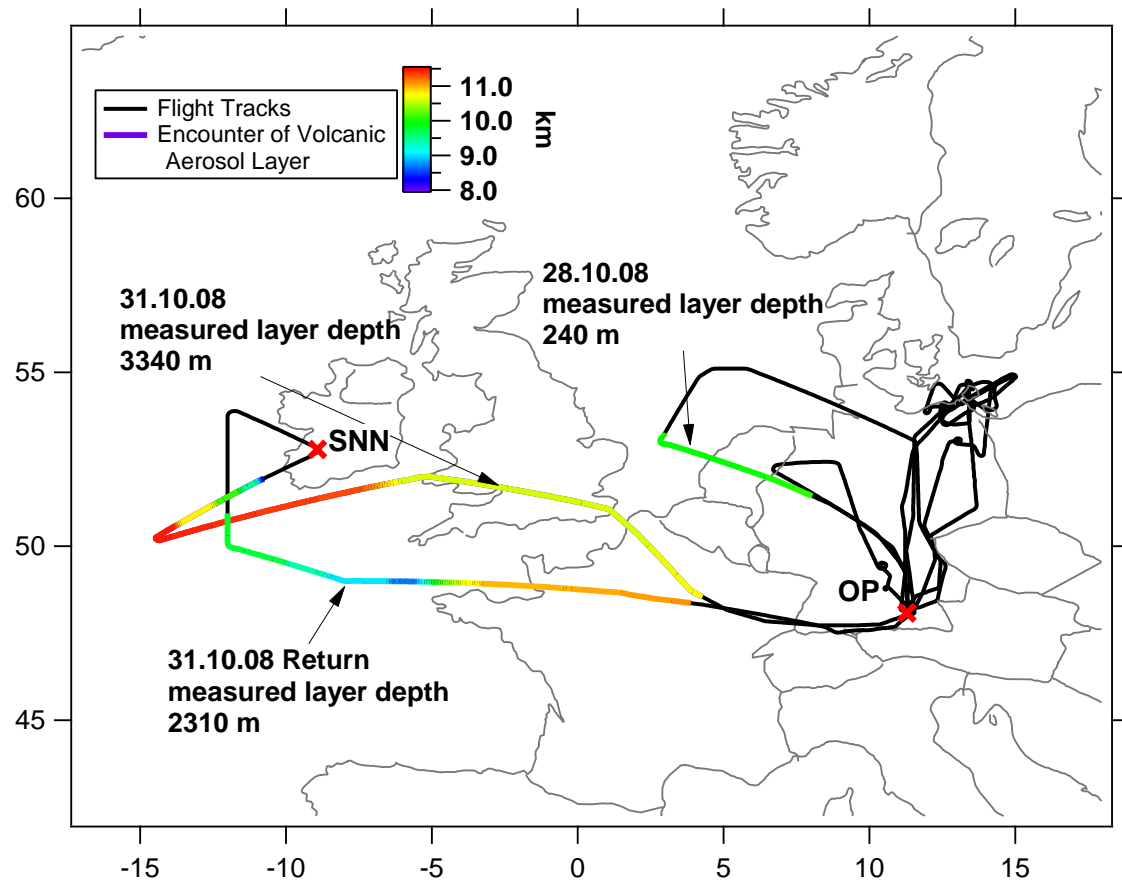 Flight Tracks
Encounter of Volcanic
Aerosol Layer
11.0
10.0
9.0
8.0
km
60
55
50
45
28.10.08
measured layer depth
240 m
31.10.08
measured layer depth
3340 m
SNN
OP
31.10.08 Return
measured layer depth
2310 m
-15
-10
-5
0
5
10
15